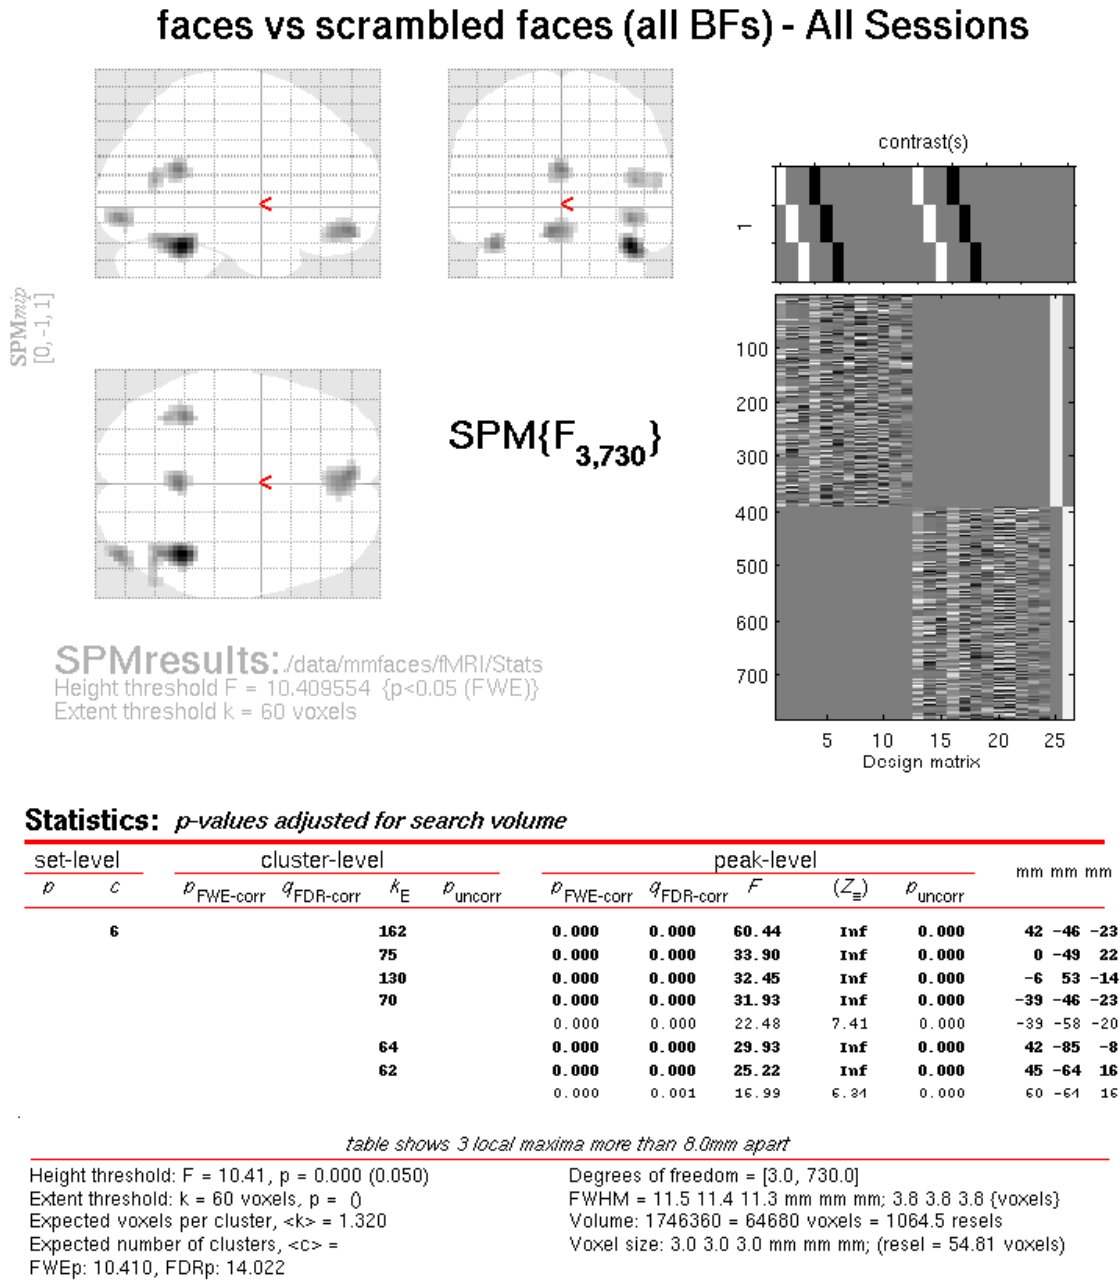 faces vs scrambled faces (all BFs) - All Sessions
SPMmip
[0, -1, 1]
<
<
<
SPM{F3,730}
contrast(s)
1
100
200
300
400
500
600
700
5 10 15 20 25
Design matrix
SPMresults: ./data/mmfaces/fMRI/Stats
Height threshold F = 10.409554 {p<0.05 (FWE)}
Extent threshold k = 60 voxels
Statistics: p-values adjusted for search volume
set-level cluster-level peak-level mm mm mm
p c pFWE-corr qFDR-corr kE puncorr pFWE-corr qFDR-corr F (Z≡) puncorr
6 162 0.000 0.000 60.44 Inf 0.000 42 -46 -23
75 0.000 0.000 33.90 Inf 0.000 0 -49 22
130 0.000 0.000 32.45 Inf 0.000 -6 53 -14
70 0.000 0.000 31.93 Inf 0.000 -39 -46 -23
0.000 0.000 22.48 7.41 0.000 -39 -58 -20
64 0.000 0.000 29.93 Inf 0.000 42 -85 -8
62 0.000 0.000 25.22 Inf 0.000 45 -64 16
0.000 0.001 16.99 6.34 0.000 60 -64 16
table shows 3 local maxima more than 8.0mm apart
Height threshold: F = 10.41, p = 0.000 (0.050)
Extent threshold: k = 60 voxels, p = ()
Expected voxels per cluster, <k> = 1.320
Expected number of clusters, <c> =
FWEp: 10.410, FDRp: 14.022
Degrees of freedom = [3.0, 730.0]
FWHM = 11.5 11.4 11.3 mm mm mm; 3.8 3.8 3.8 {voxels}
Volume: 1746360 = 64680 voxels = 1064.5 resels
Voxel size: 3.0 3.0 3.0 mm mm mm; (resel = 54.81 voxels)